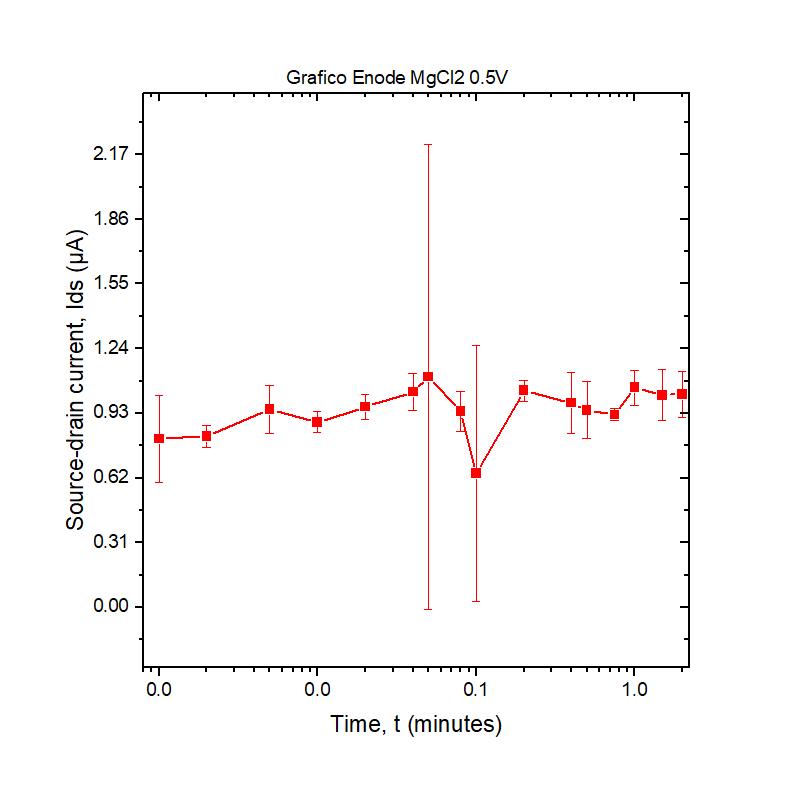 Grafico Enode MgCl2 0.5V
2.17
1.86
1.55
1.24
0.93
0.62
0.31
0.00
Source-drain current, Ids (μA)
0.0 0.0 0.1 1.0
Time, t (minutes)